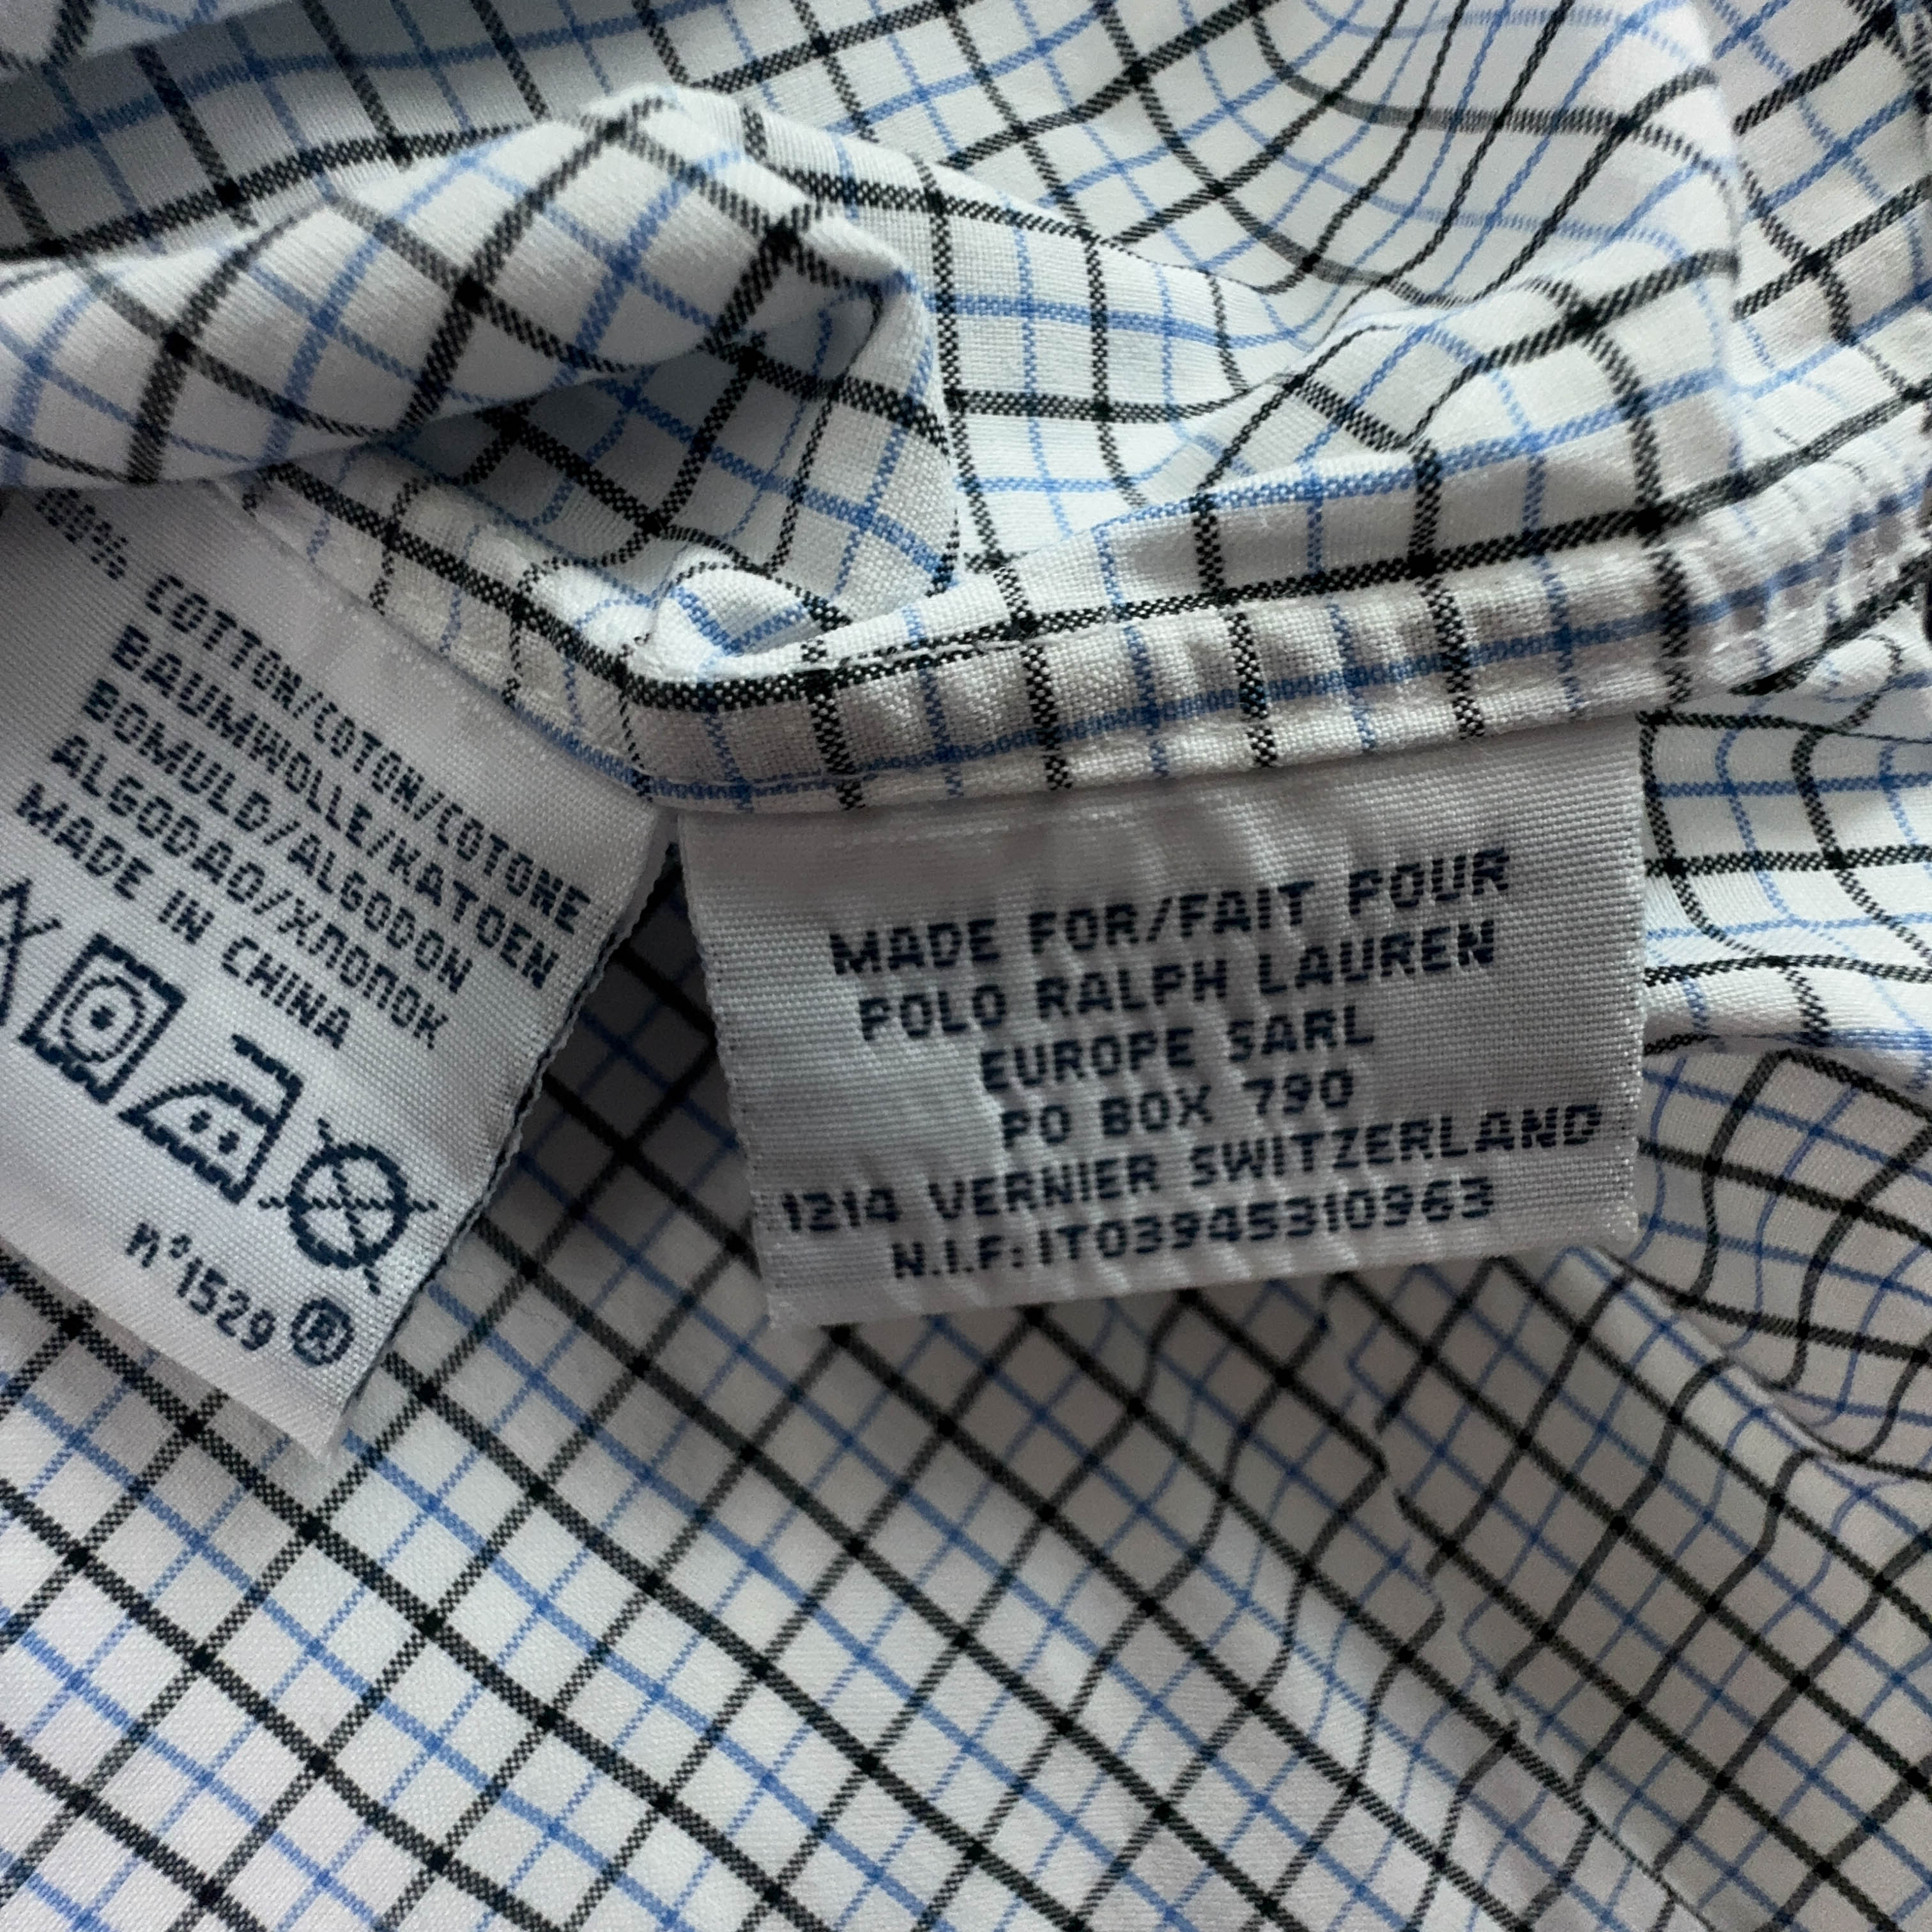 100% COTTON/COTON/COTONE
BAUMWOLLE/KATOEN
BOMULD/ALGODON
ALGODAO/ХЛОПОК
MADE IN CHINA
N°1529 ®
MADE FOR/FAIT POUR
POLO RALPH LAUREN
EUROPE SARL
PO BOX 790
1214 VERNIER SWITZERLAND
N.I.F:IT03945310963